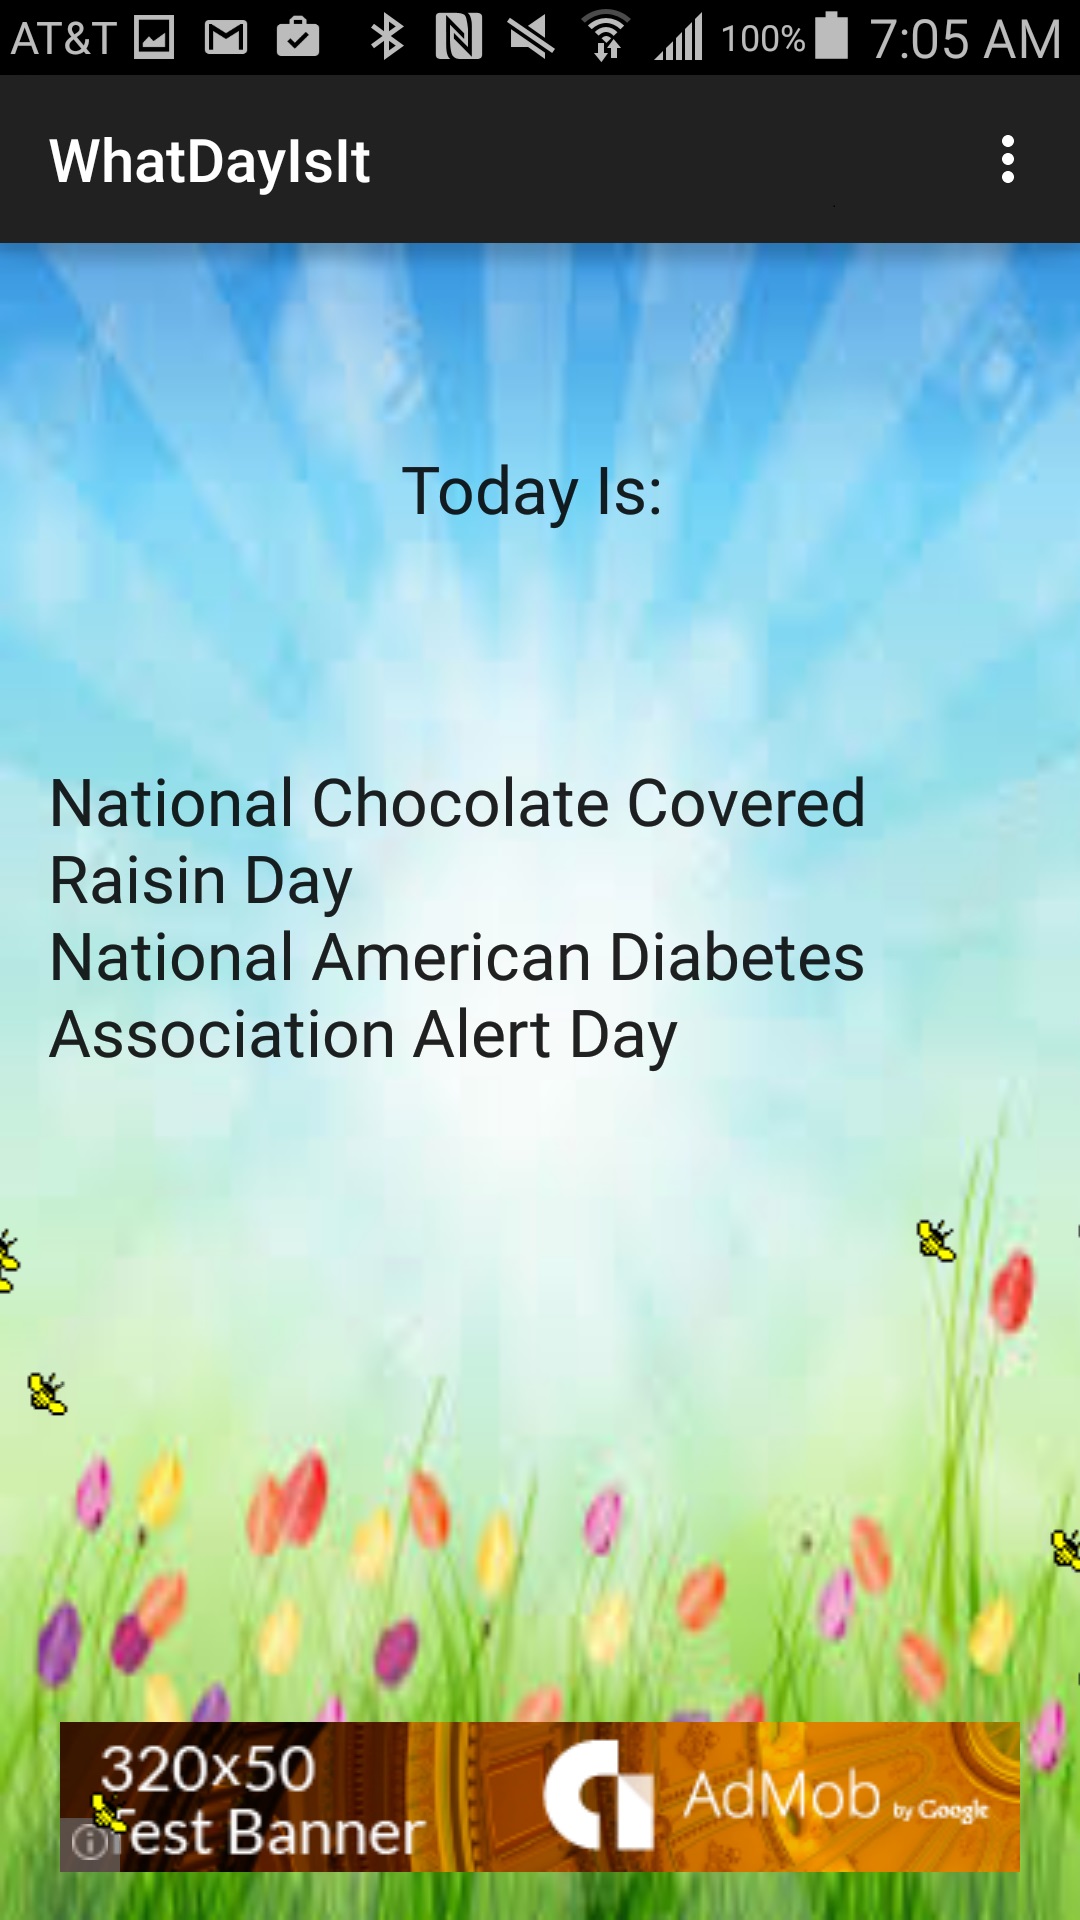 AT&T 100% 7:05 AM
WhatDayIsIt
Today Is:
National Chocolate Covered
Raisin Day
National American Diabetes
Association Alert Day
320x50
Test Banner
AdMob by Google